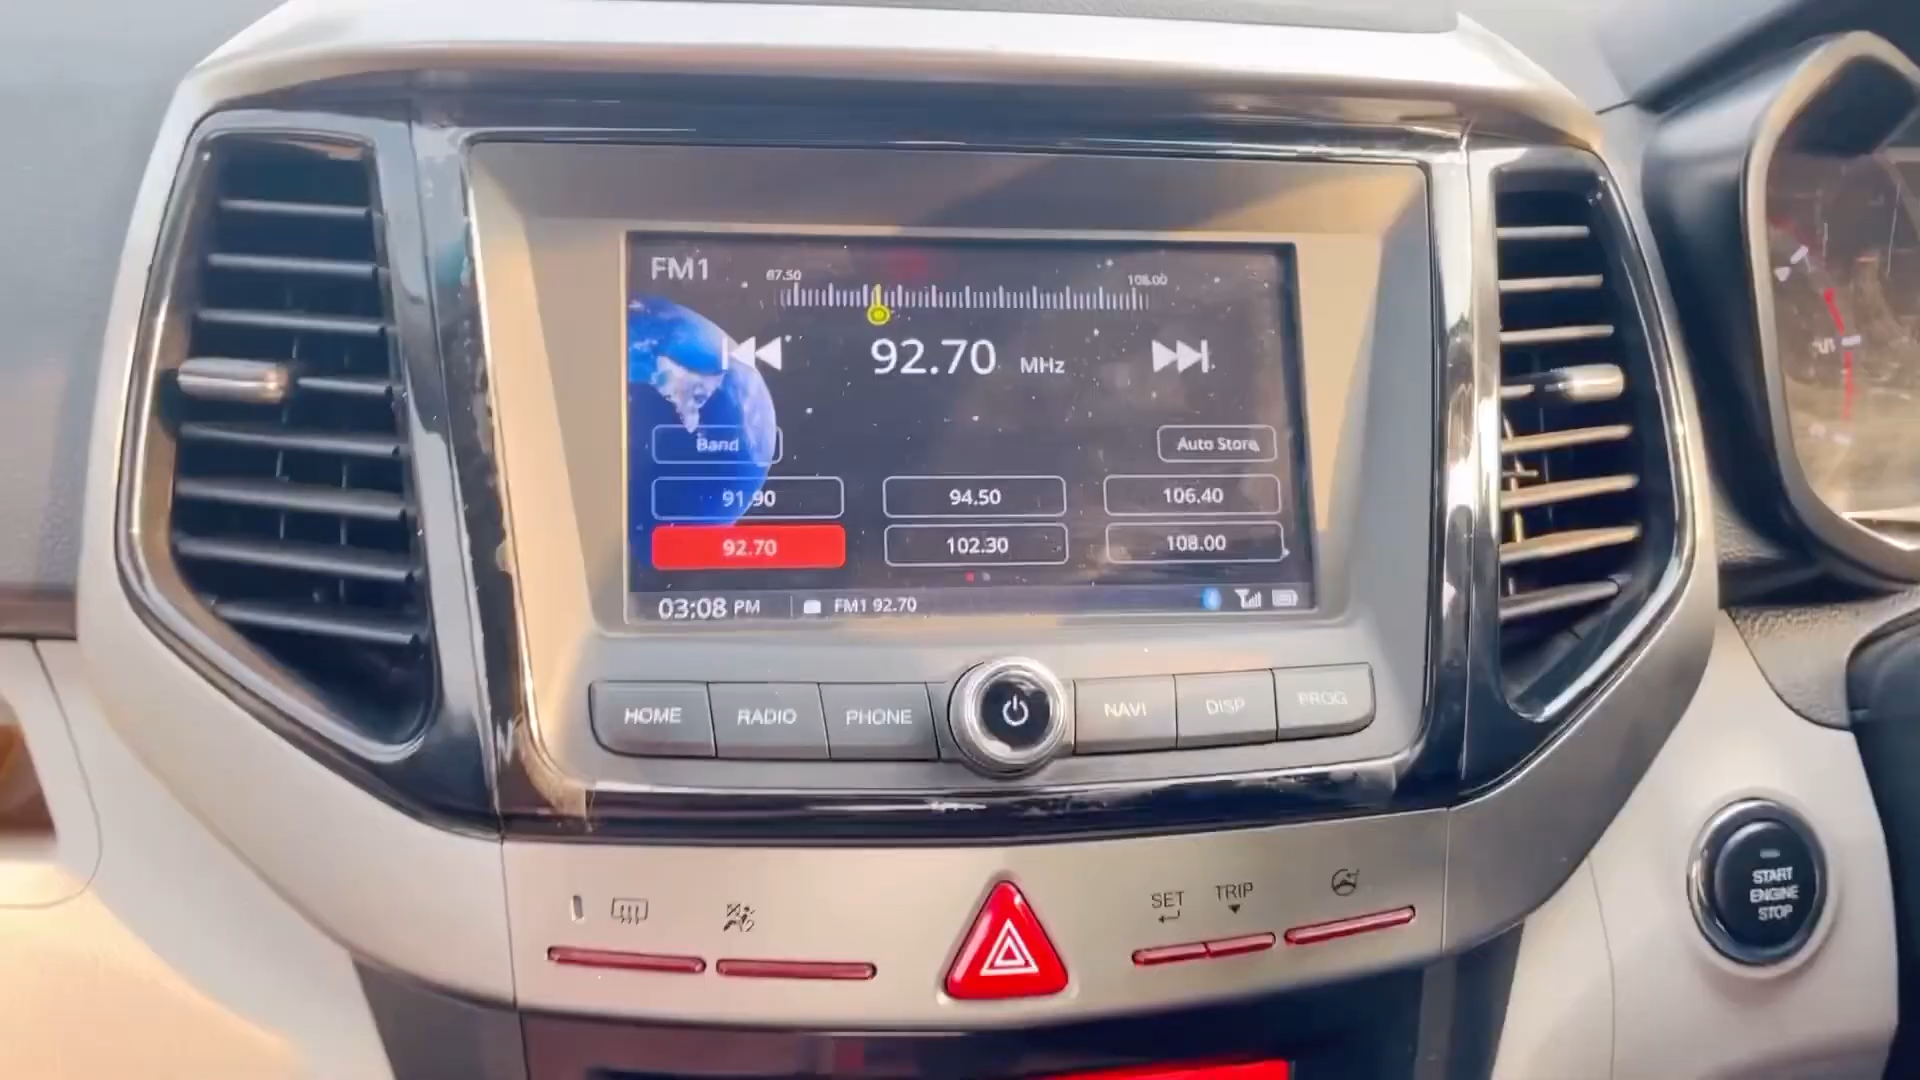 FM1
87.50 108.00
92.70 MHz
Band Auto Store
91.90 94.50 106.40
92.70 102.30 108.00
03:08 PM FM1 92.70
HOME RADIO PHONE NAVI DISP PROG
SET TRIP
START
ENGINE
STOP